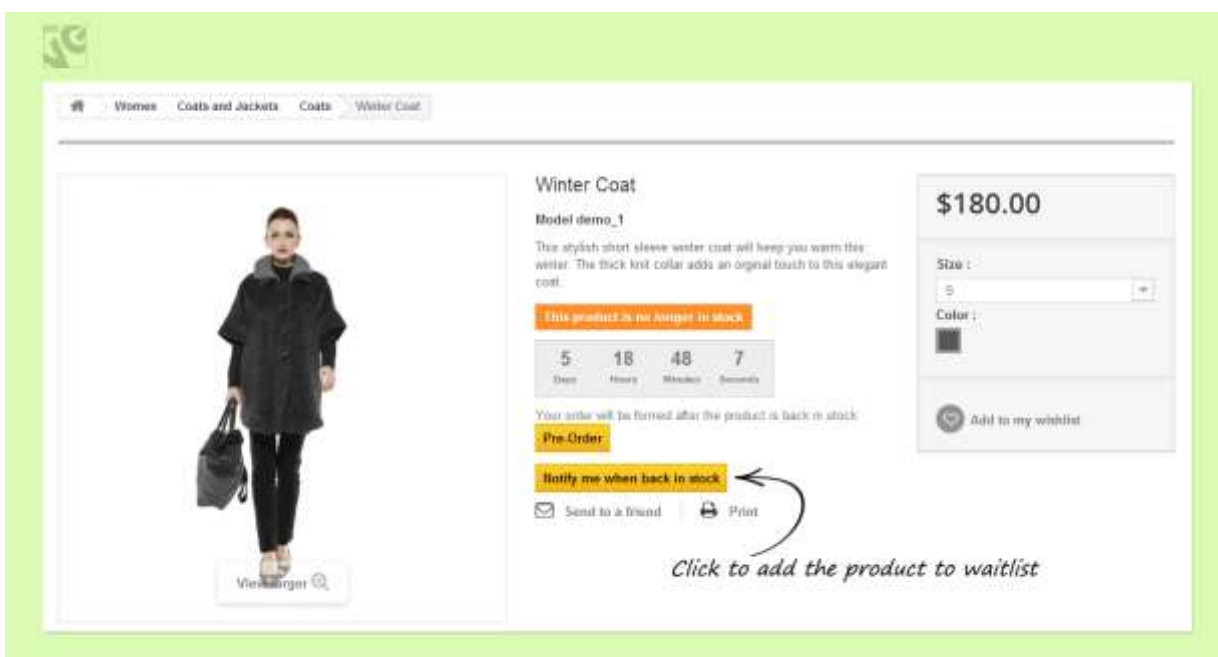 Women Coats and Jackets Coats Winter Coat
Winter Coat
Model demo_1
This stylish short sleeve winter coat will keep you warm this
winter. The thick knit collar adds an orginal touch to this elegant
coat.
This product is no longer in stock
5 18 48 7
Days Hours Minutes Seconds
Your order will be formed after the product is back in stock
Pre-Order
Notify me when back in stock
Send to a friend Print
Click to add the product to waitlist
View larger
$180.00
Size :
S
Color :
Add to my wishlist